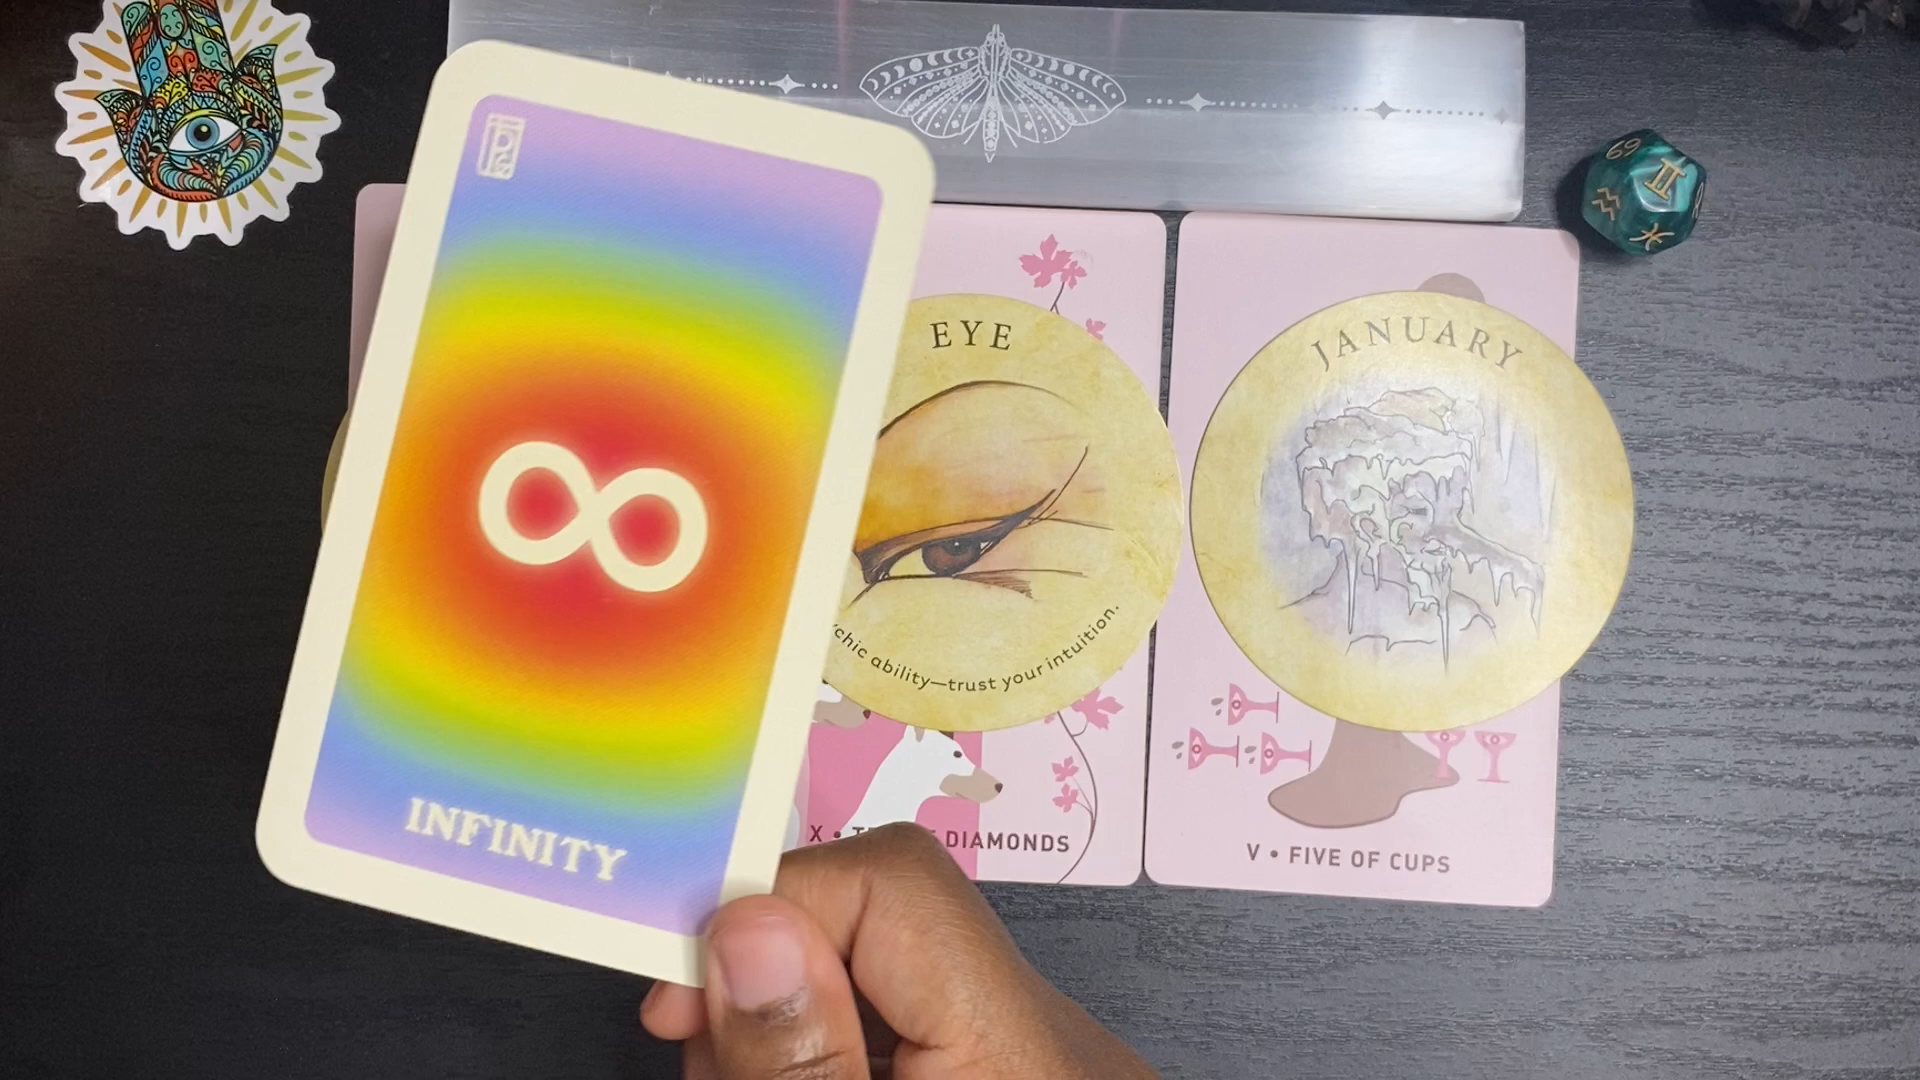 INFINITY
EYE
chic ability—trust your intuition.
X • T DIAMONDS
JANUARY
V • FIVE OF CUPS